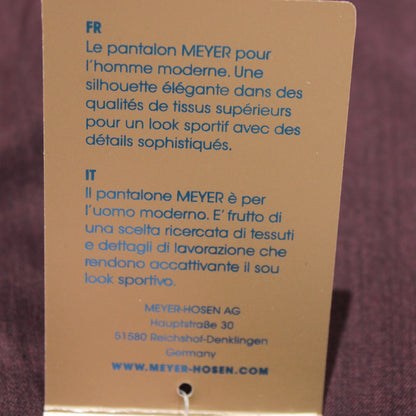 FR
Le pantalon MEYER pour
l'homme moderne. Une
silhouette élégante dans des
qualités de tissus supérieurs
pour un look sportif avec des
détails sophistiqués.
IT
Il pantalone MEYER è per
l'uomo moderno. E' frutto di
una scelta ricercata di tessuti
e dettagli di lavorazione che
rendono accattivante il sou
look sportivo.
MEYER-HOSEN AG
Hauptstraße 30
51580 Reichshof-Denklingen
Germany
WWW.MEYER-HOSEN.COM